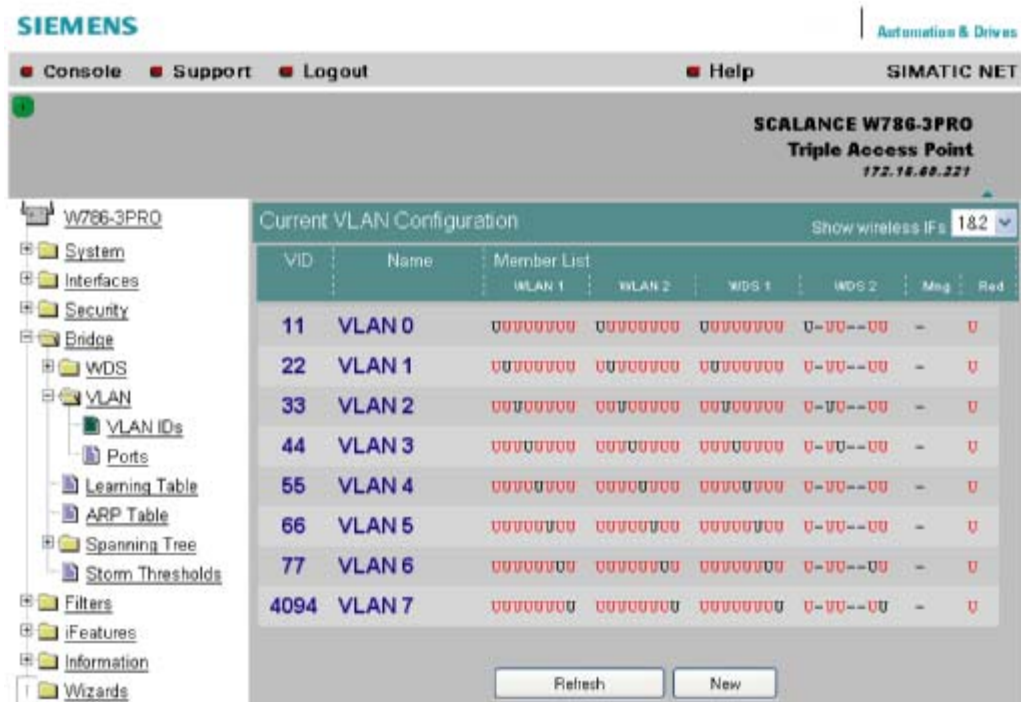 SIEMENS
Automation & Drives
Console Support Logout Help SIMATIC NET
SCALANCE W786-3PRO
Triple Access Point
172.16.60.221
W786-3PRO
System
Interfaces
Security
Bridge
WDS
VLAN
VLAN IDs
Ports
Learning Table
ARP Table
Spanning Tree
Storm Thresholds
Filters
iFeatures
Information
Wizards
Current VLAN Configuration
Show wireless IFs 1&2
VID Name Member List
WLAN 1 WLAN 2 WDS 1 WDS 2 Mng Red
11 VLAN 0 UUUUUUUU UUUUUUUU UUUUUUUU U-UU--UU - U
22 VLAN 1 UUUUUUUU UUUUUUUU UUUUUUUU U-UU--UU - U
33 VLAN 2 UUUUUUUU UUUUUUUU UUUUUUUU U-UU--UU - U
44 VLAN 3 UUUUUUUU UUUUUUUU UUUUUUUU U-UU--UU - U
55 VLAN 4 UUUUUUUU UUUUUUUU UUUUUUUU U-UU--UU - U
66 VLAN 5 UUUUUUUU UUUUUUUU UUUUUUUU U-UU--UU - U
77 VLAN 6 UUUUUUUU UUUUUUUU UUUUUUUU U-UU--UU - U
4094 VLAN 7 UUUUUUUU UUUUUUUU UUUUUUUU U-UU--UU - U
Refresh New